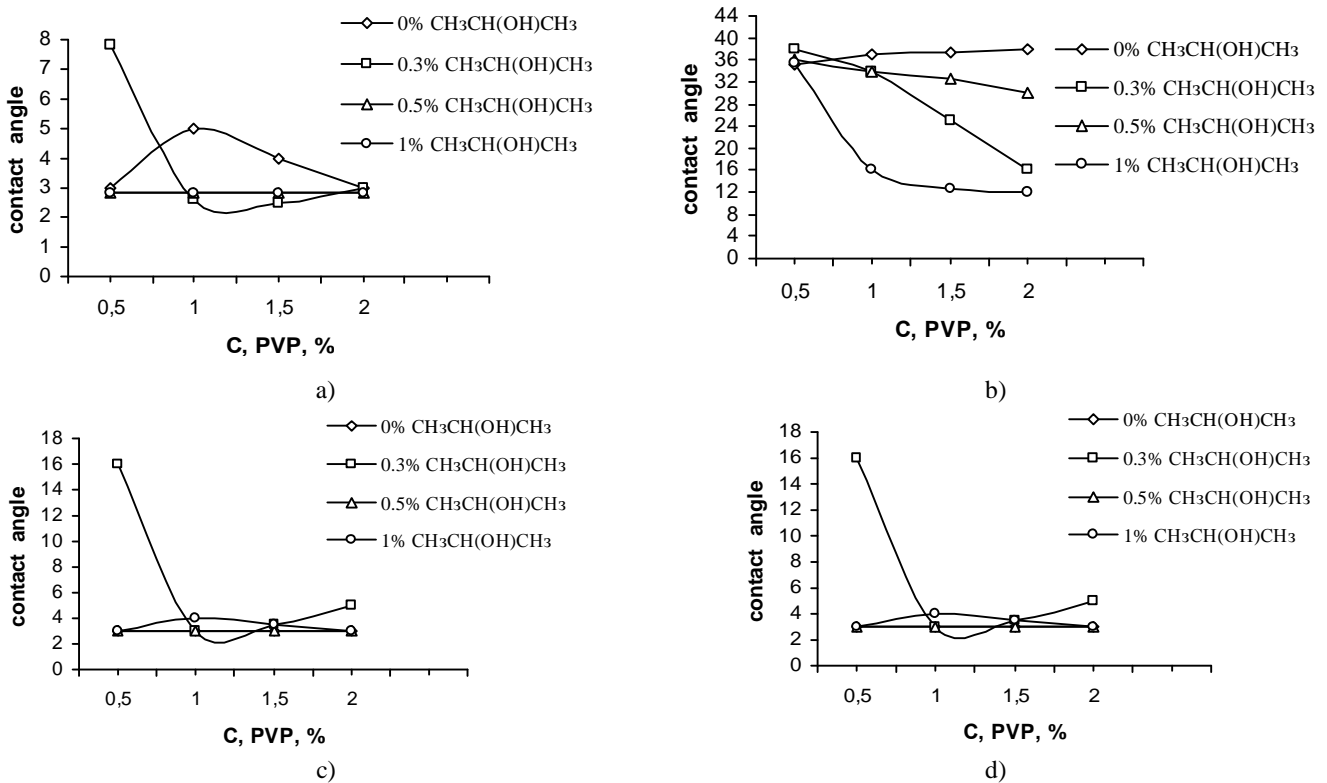 8
7
6
5
4
3
2
1
0
contact angle
0,5 1 1,5 2
C, PVP, %
0% CH₃CH(OH)CH₃
0.3% CH₃CH(OH)CH₃
0.5% CH₃CH(OH)CH₃
1% CH₃CH(OH)CH₃
a)
44
40
36
32
28
24
20
16
12
8
4
0
contact angle
0,5 1 1,5 2
C, PVP, %
0% CH₃CH(OH)CH₃
0.3% CH₃CH(OH)CH₃
0.5% CH₃CH(OH)CH₃
1% CH₃CH(OH)CH₃
b)
18
16
14
12
10
8
6
4
2
0
contact angle
0,5 1 1,5 2
C, PVP, %
0% CH₃CH(OH)CH₃
0.3% CH₃CH(OH)CH₃
0.5% CH₃CH(OH)CH₃
1% CH₃CH(OH)CH₃
c)
18
16
14
12
10
8
6
4
2
0
contact angle
0,5 1 1,5 2
C, PVP, %
0% CH₃CH(OH)CH₃
0.3% CH₃CH(OH)CH₃
0.5% CH₃CH(OH)CH₃
1% CH₃CH(OH)CH₃
d)